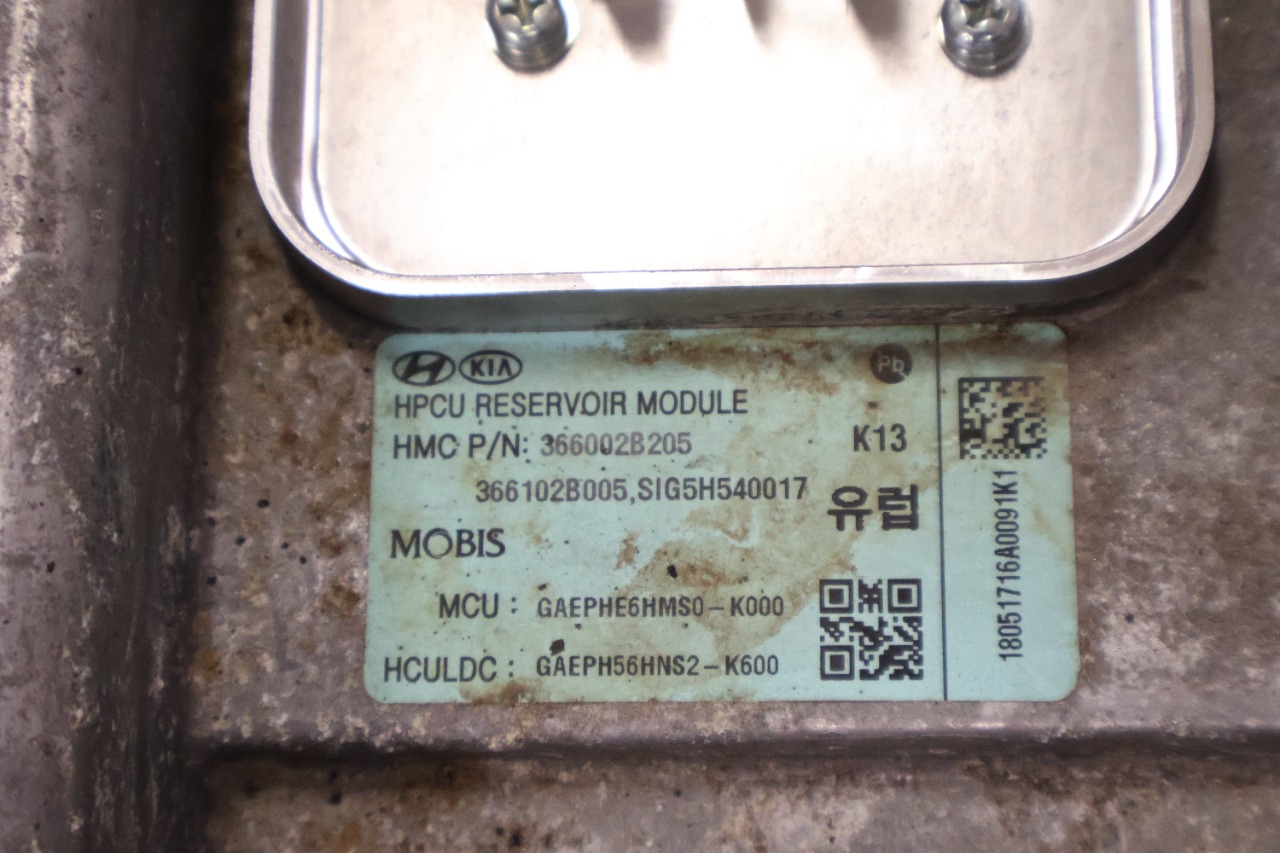 KIA
Pb
HPCU RESERVOIR MODULE
HMC P/N: 366002B205
K13
366102B005,SIG5H540017
유럽
MOBIS
MCU : GAEPHE6HMS0-K000
HCULDC : GAEPH56HNS2-K600
18051716A0091K1